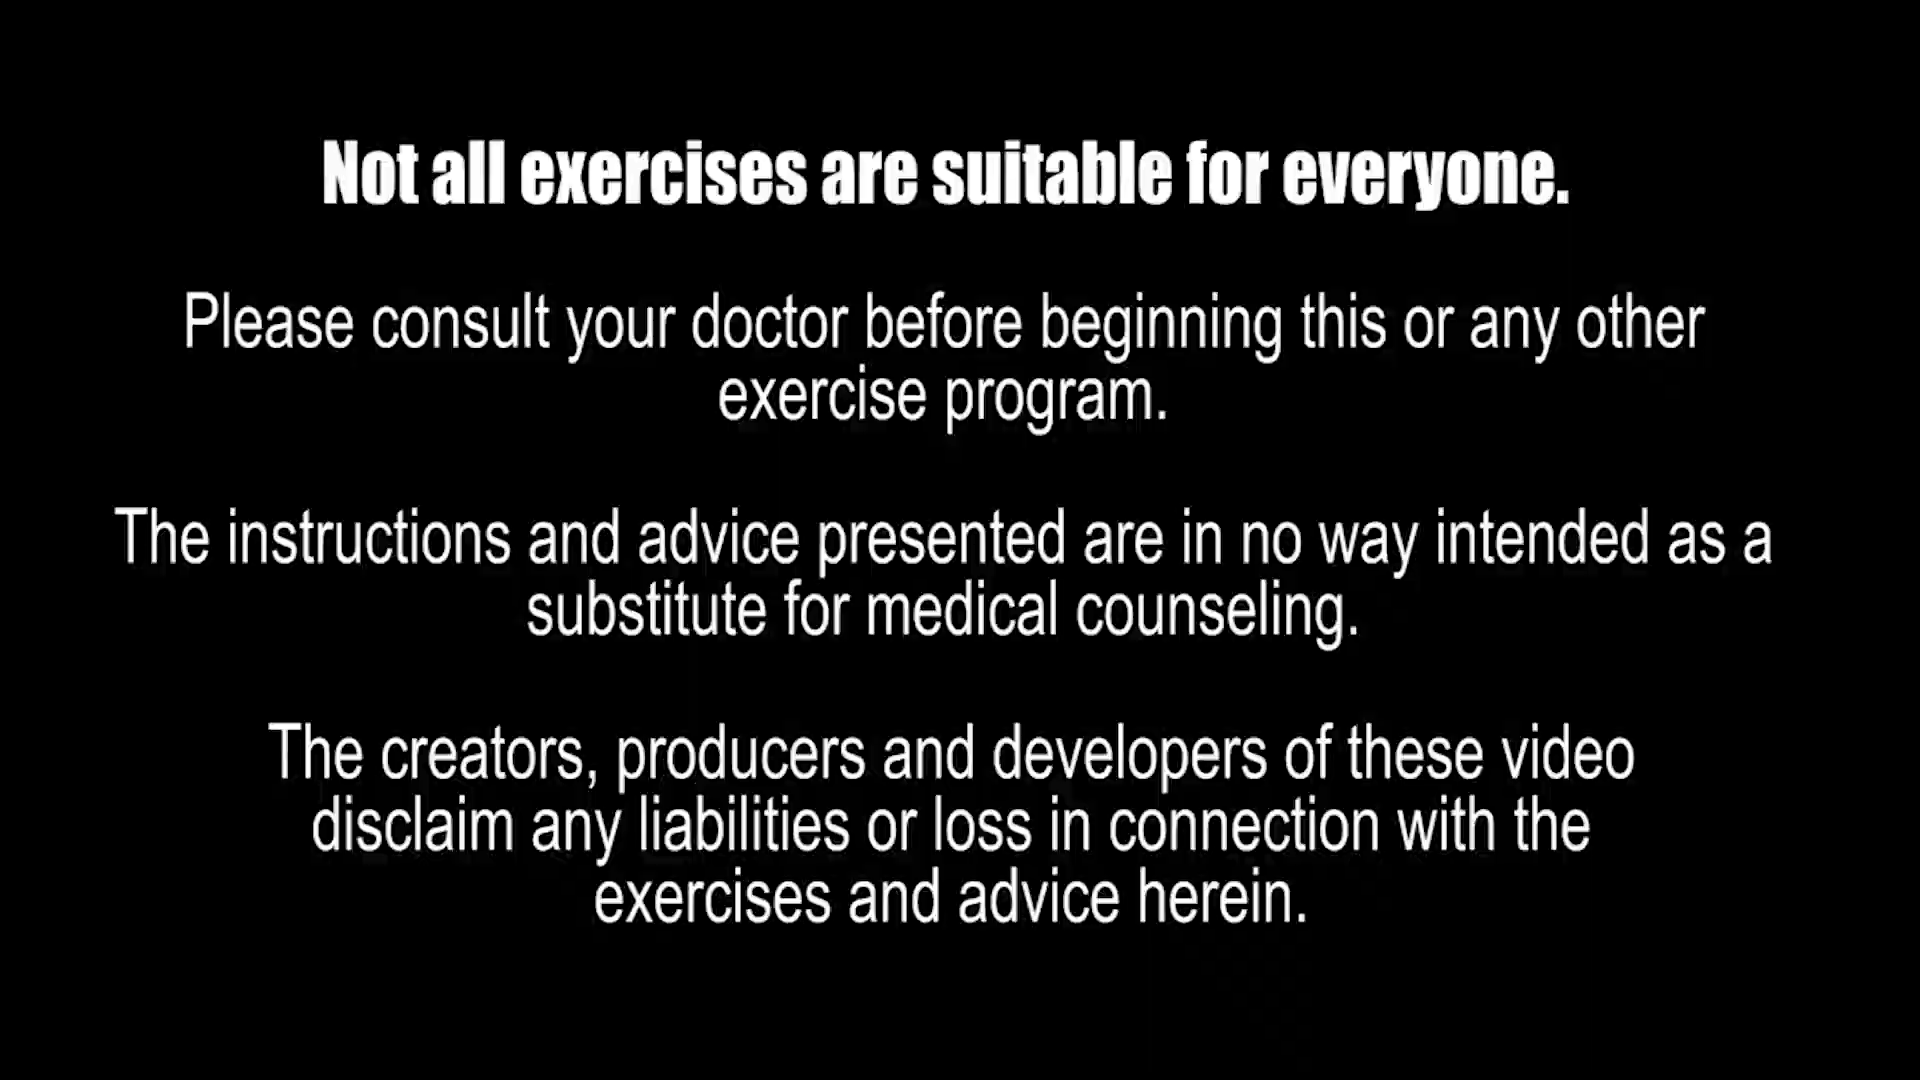 Not all exercises are suitable for everyone.
Please consult your doctor before beginning this or any other
exercise program.
The instructions and advice presented are in no way intended as a
substitute for medical counseling.
The creators, producers and developers of these video
disclaim any liabilities or loss in connection with the
exercises and advice herein.